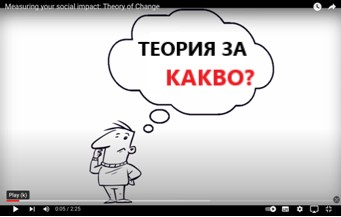 Measuring your social impact: Theory of Change
ТЕОРИЯ ЗА
КАКВО?
Play (k)
0:05 / 2:25